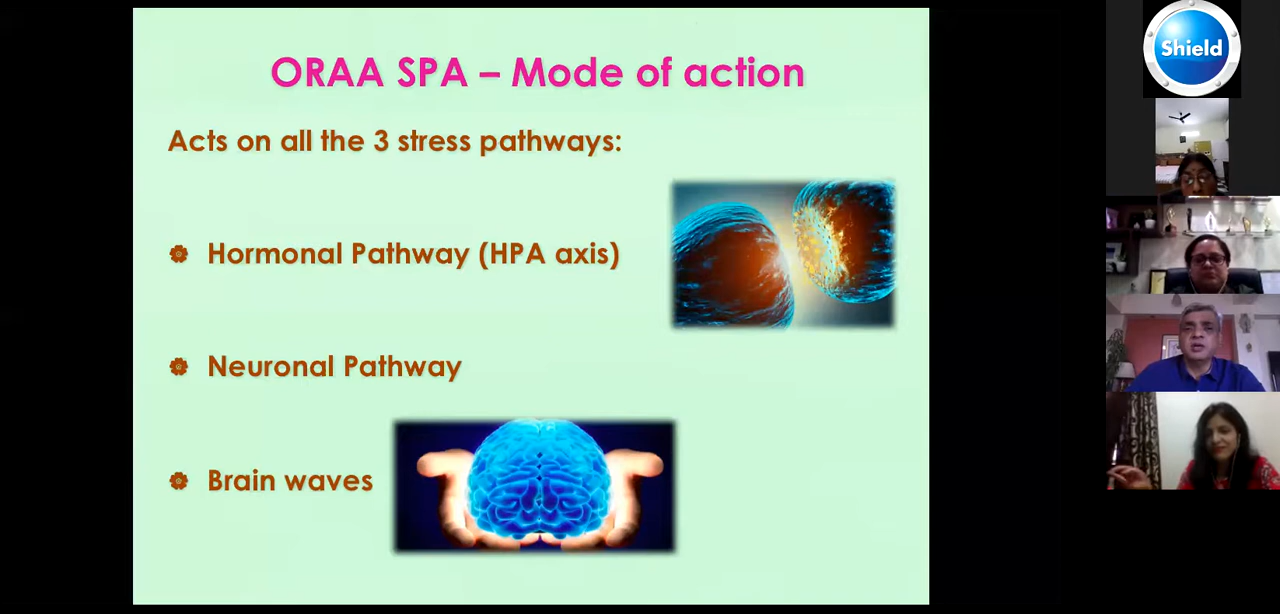 ORAA SPA – Mode of action
Acts on all the 3 stress pathways:
Hormonal Pathway (HPA axis)
Neuronal Pathway
Brain waves
Shield